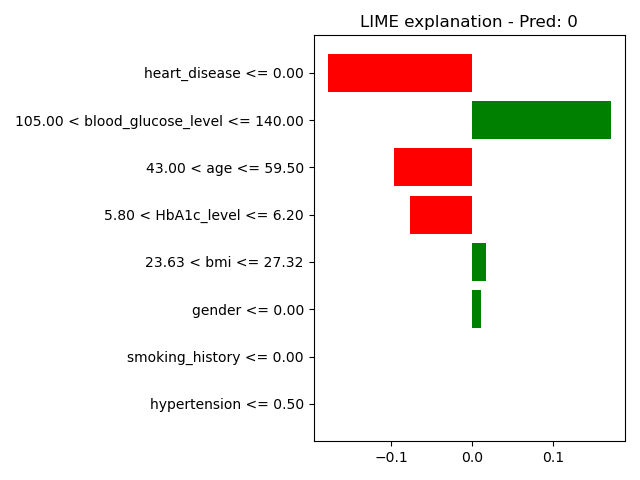 LIME explanation - Pred: 0
heart_disease <= 0.00
105.00 < blood_glucose_level <= 140.00
43.00 < age <= 59.50
5.80 < HbA1c_level <= 6.20
23.63 < bmi <= 27.32
gender <= 0.00
smoking_history <= 0.00
hypertension <= 0.50
−0.1 0.0 0.1